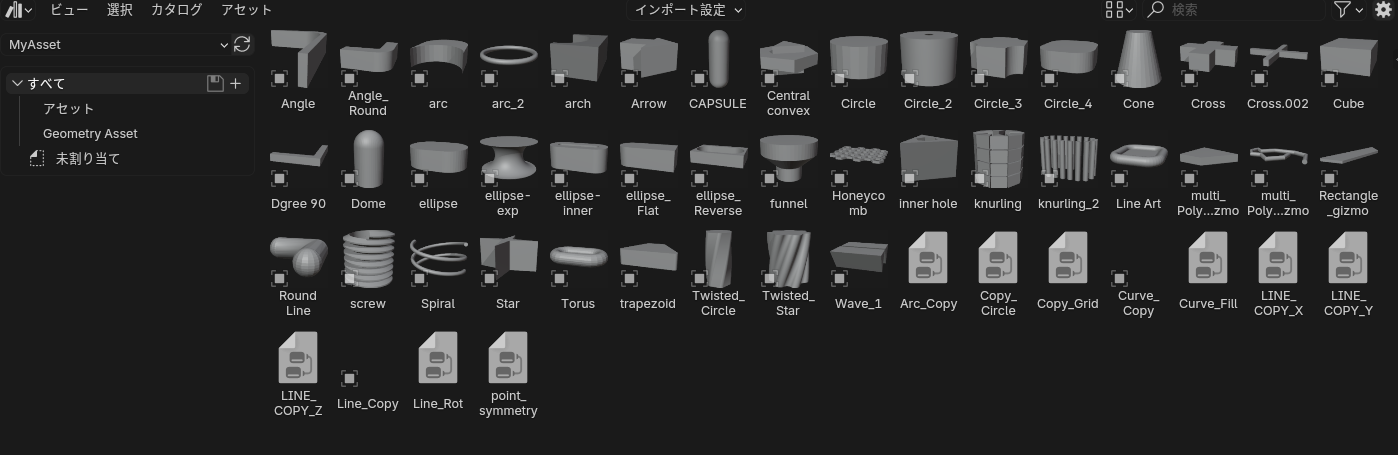 ビュー 選択 カタログ アセット インポート設定 検索
MyAsset
すべて
アセット
Geometry Asset
未割り当て
Angle Angle_ arc arc_2 arch Arrow CAPSULE Central Circle Circle_2 Circle_3 Circle_4 Cone Cross Cross.002 Cube
Round convex
Dgree 90 Dome ellipse ellipse- ellipse- ellipse_ ellipse_ funnel Honeyco inner hole knurling knurling_2 Line Art multi_ multi_ Rectangle
exp inner Flat Reverse mb Poly...zmo Poly...zmo _gizmo
Round screw Spiral Star Torus trapezoid Twisted_ Twisted_ Wave_1 Arc_Copy Copy_ Copy_Grid Curve_ Curve_Fill LINE_ LINE_
Line Circle Star Circle Copy COPY_X COPY_Y
LINE_ Line_Copy Line_Rot point_
COPY_Z symmetry